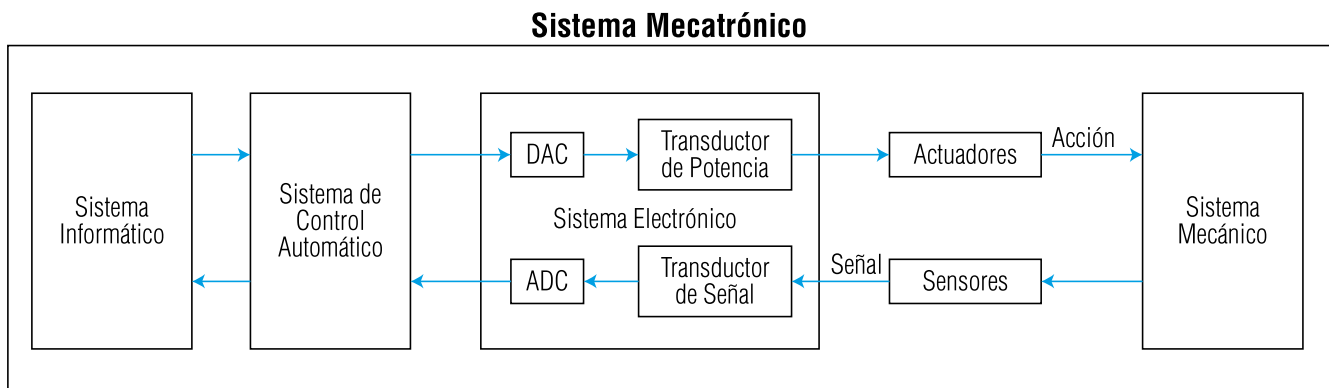 Sistema Mecatrónico
Sistema
Informático
Sistema de
Control
Automático
DAC
Transductor
de Potencia
Sistema Electrónico
ADC
Transductor
de Señal
Actuadores
Acción
Señal
Sensores
Sistema
Mecánico